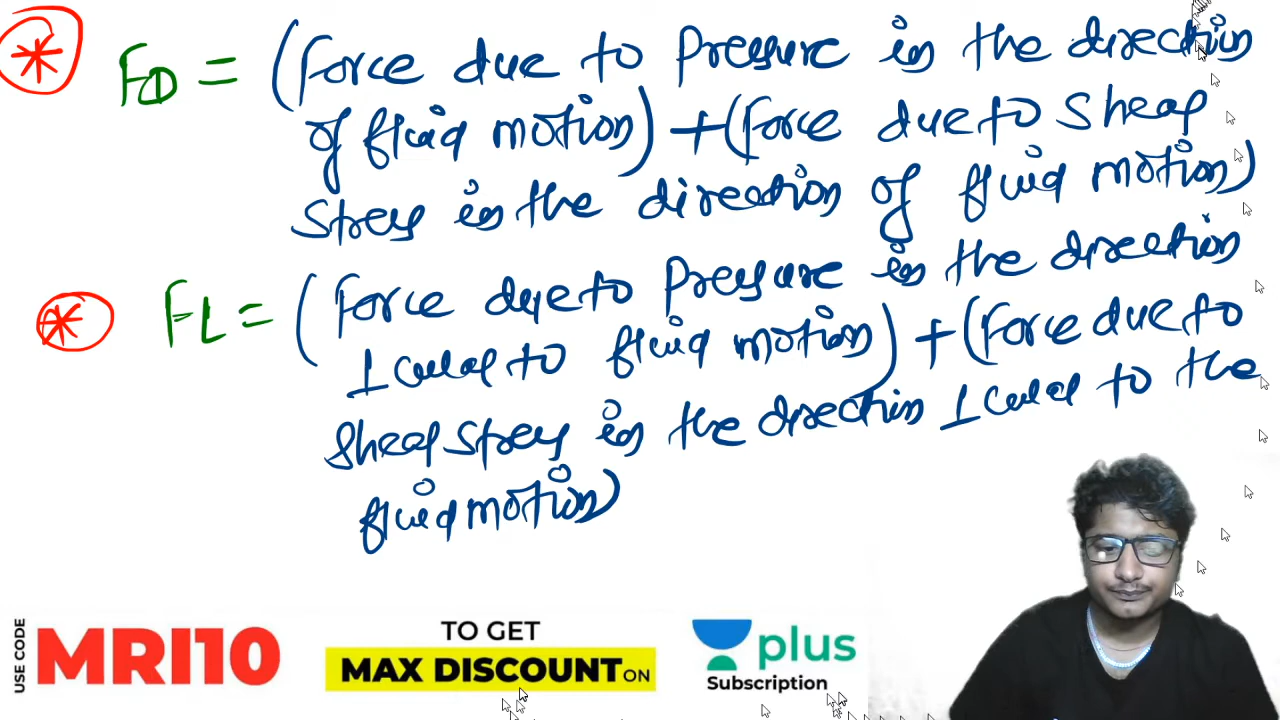 FD = (Force due to Pressure in the direction
of fluid motion) + (Force due to Shear
Stress in the direction of fluid motion)
FL = (Force due to Pressure in the direction
⊥cular to fluid motion) + (Force due to
Shear Stress in the direction ⊥cular to the
fluid motion)
USE CODE
MRI10
TO GET
MAX DISCOUNT ON
plus
Subscription